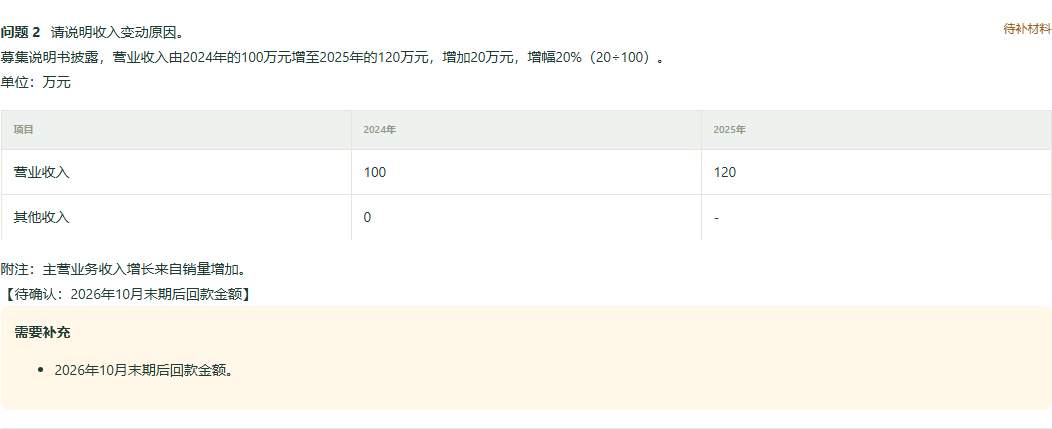 问题 2 请说明收入变动原因。 待补材料
募集说明书披露，营业收入由2024年的100万元增至2025年的120万元，增加20万元，增幅20%（20÷100）。
单位：万元
项目 2024年 2025年
营业收入 100 120
其他收入 0 -
附注：主营业务收入增长来自销量增加。
【待确认：2026年10月末期后回款金额】
需要补充
• 2026年10月末期后回款金额。